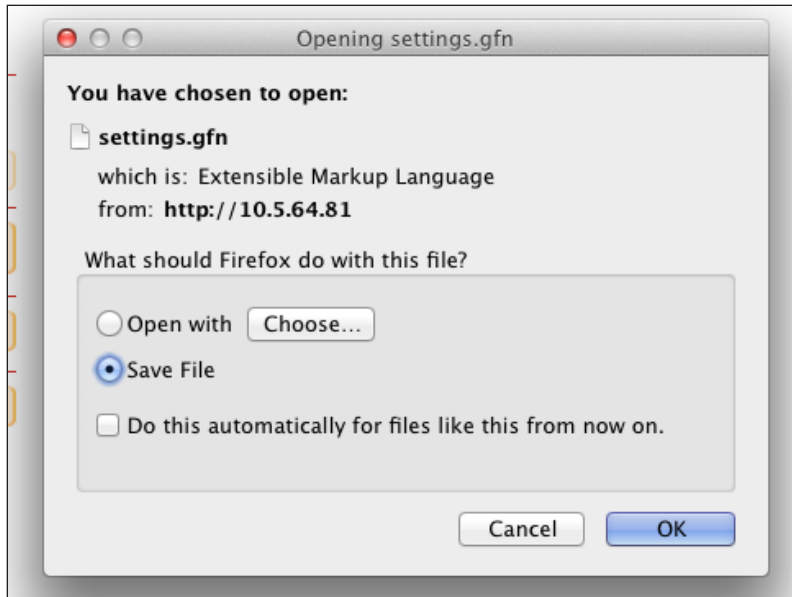 Opening settings.gfn
You have chosen to open:
settings.gfn
which is: Extensible Markup Language
from: http://10.5.64.81
What should Firefox do with this file?
Open with Choose...
Save File
Do this automatically for files like this from now on.
Cancel OK